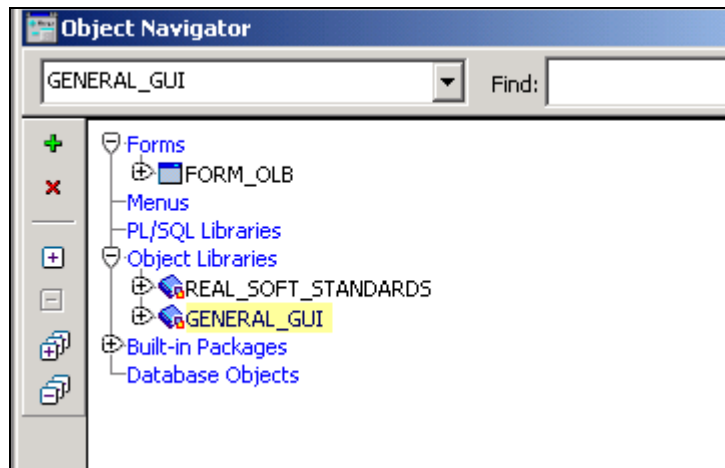 Object Navigator
GENERAL_GUI Find:
Forms
FORM_OLB
Menus
PL/SQL Libraries
Object Libraries
REAL_SOFT_STANDARDS
GENERAL_GUI
Built-in Packages
Database Objects